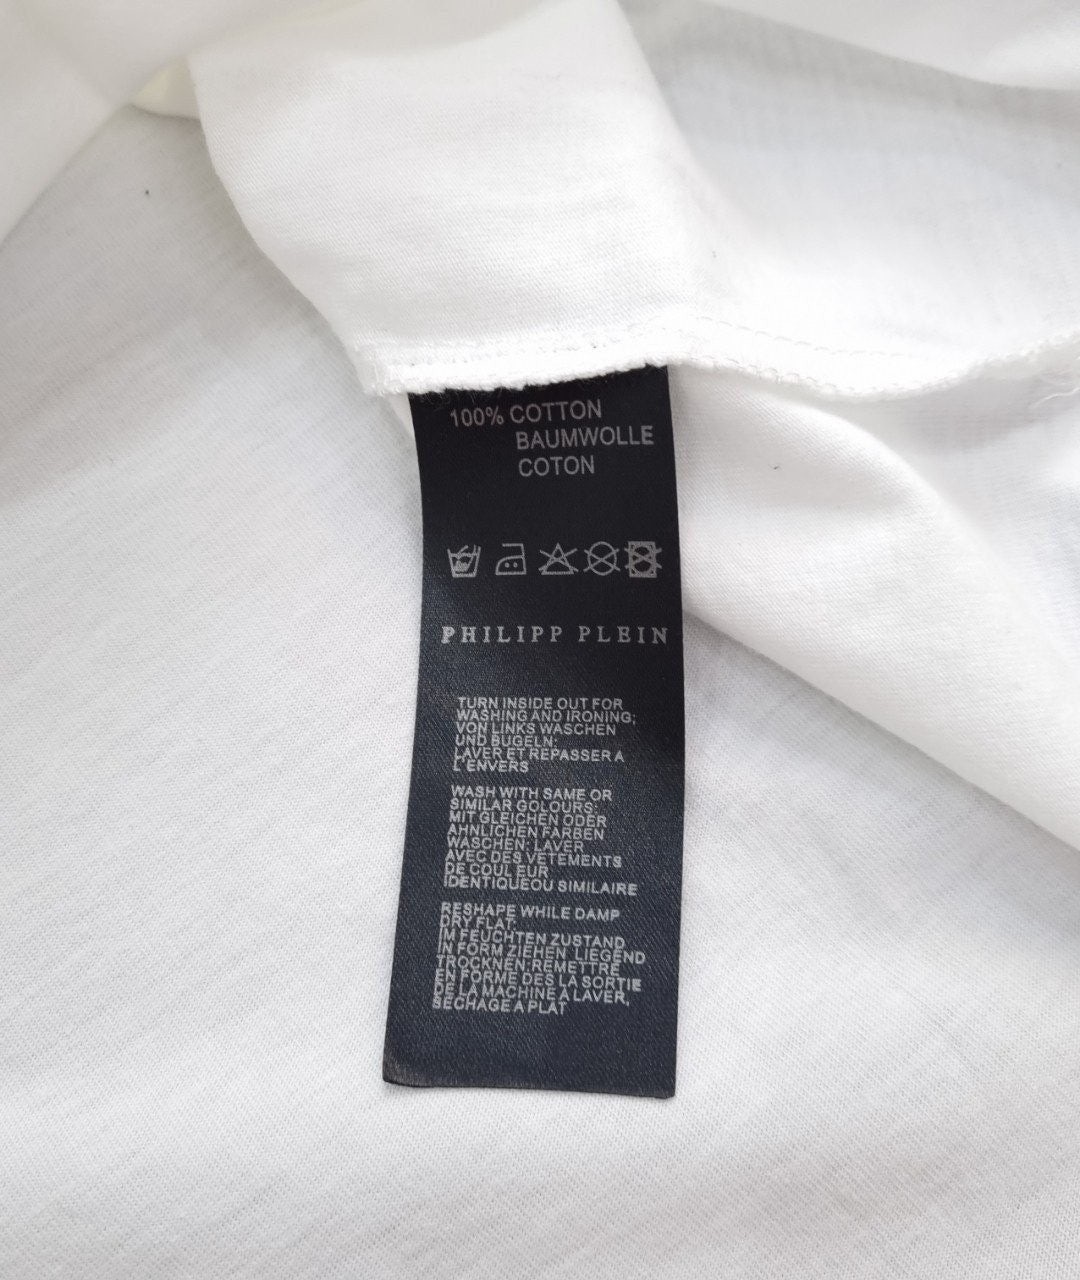 100% COTTON
BAUMWOLLE
COTON
PHILIPP PLEIN
TURN INSIDE OUT FOR
WASHING AND IRONING;
VON LINKS WASCHEN
UND BUGELN;
LAVER ET REPASSER A
L'ENVERS
WASH WITH SAME OR
SIMILAR GOLOURS:
MIT GLEICHEN ODER
AHNLICHEN FARBEN
WASCHEN; LAVER
AVEC DES VETEMENTS
DE COULEUR
IDENTIQUEOU SIMILAIRE
RESHAPE WHILE DAMP
DRY FLAT:
IM FEUCHTEN ZUSTAND
IN FORM ZIEHEN, LIEGEND
TROCKNEN; REMETTRE
EN FORME DES LA SORTIE
DE LA MACHINE A LAVER,
SECHAGE A PLAT